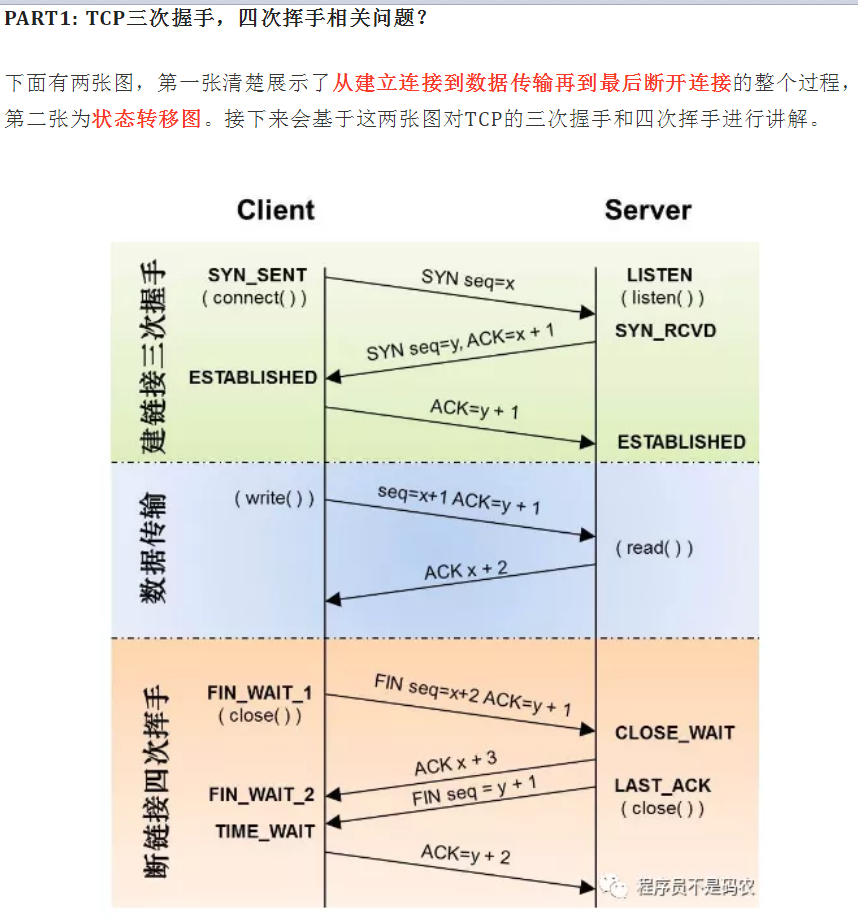 PART1: TCP三次握手，四次挥手相关问题？
下面有两张图，第一张清楚展示了从建立连接到数据传输再到最后断开连接的整个过程，
第二张为状态转移图。接下来会基于这两张图对TCP的三次握手和四次挥手进行讲解。
Client
Server
建链接三次握手
SYN_SENT
( connect( ) )
SYN seq=x
LISTEN
( listen( ) )
SYN_RCVD
SYN seq=y, ACK=x + 1
ESTABLISHED
ACK=y + 1
ESTABLISHED
数据传输
( write( ) )
seq=x+1 ACK=y + 1
( read( ) )
ACK x + 2
断链接四次挥手
FIN_WAIT_1
( close( ) )
FIN seq=x+2 ACK=y + 1
CLOSE_WAIT
ACK x + 3
FIN_WAIT_2
FIN seq = y + 1
LAST_ACK
( close( ) )
TIME_WAIT
ACK=y + 2
程序员不是码农